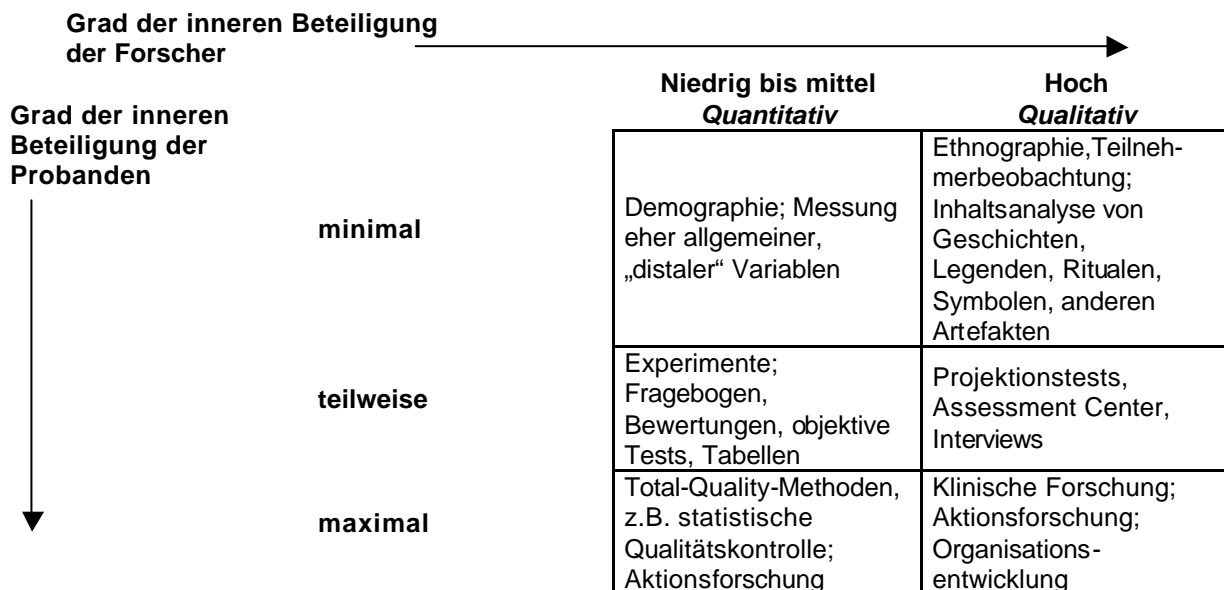 Grad der inneren Beteiligung
der Forscher
Niedrig bis mittel
Quantitativ
Hoch
Qualitativ
Grad der inneren
Beteiligung der
Probanden
minimal
Demographie; Messung
eher allgemeiner,
„distaler“ Variablen
Ethnographie,Teilneh-
merbeobachtung;
Inhaltsanalyse von
Geschichten,
Legenden, Ritualen,
Symbolen, anderen
Artefakten
teilweise
Experimente;
Fragebogen,
Bewertungen, objektive
Tests, Tabellen
Projektionstests,
Assessment Center,
Interviews
maximal
Total-Quality-Methoden,
z.B. statistische
Qualitätskontrolle;
Aktionsforschung
Klinische Forschung;
Aktionsforschung;
Organisations-
entwicklung